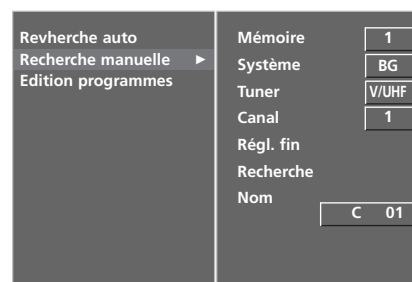 Revherche auto
Recherche manuelle ►
Edition programmes
Mémoire 1
Système BG
Tuner V/UHF
Canal 1
Régl. fin
Recherche
Nom
C 01